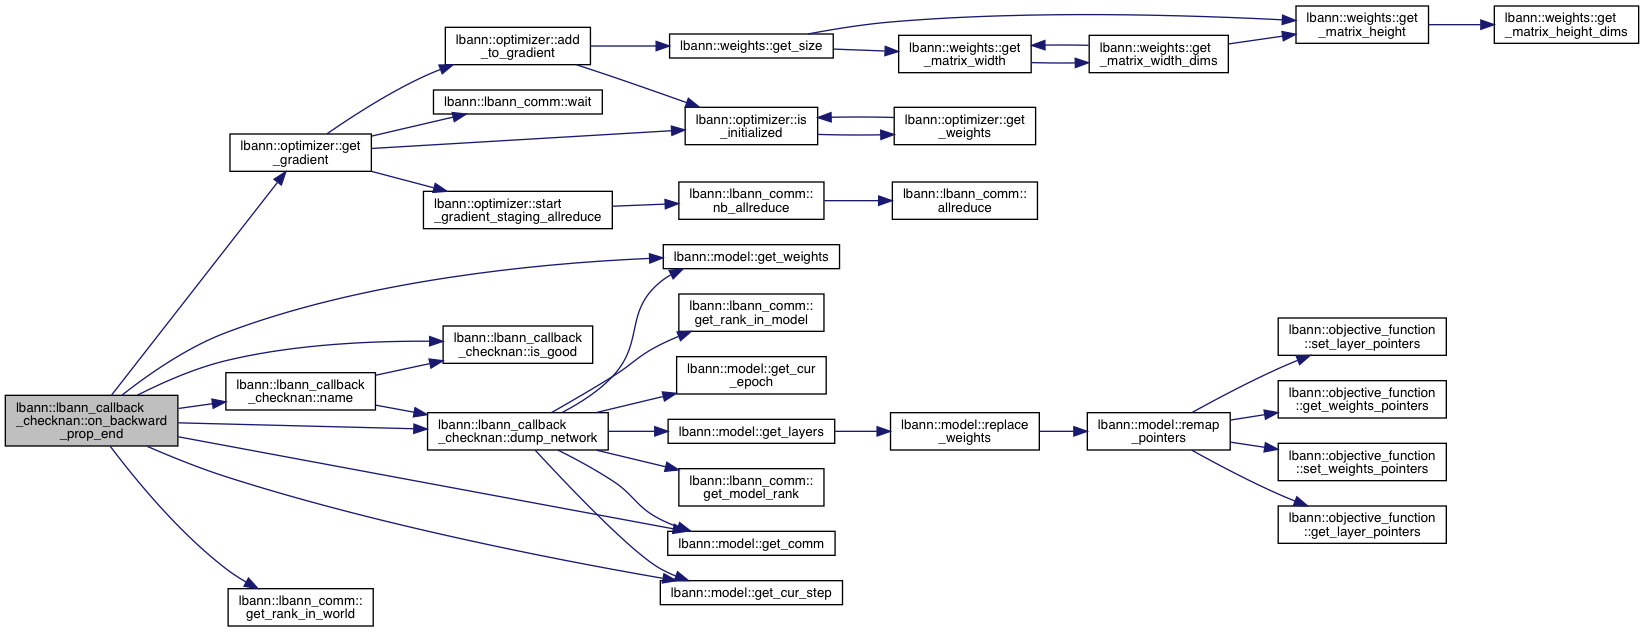 lbann::lbann_callback
_checknan::on_backward
_prop_end
lbann::optimizer::get
_gradient
lbann::optimizer::add
_to_gradient
lbann::weights::get_size
lbann::weights::get
_matrix_width
lbann::weights::get
_matrix_width_dims
lbann::weights::get
_matrix_height
lbann::weights::get
_matrix_height_dims
lbann::lbann_comm::wait
lbann::optimizer::is
_initialized
lbann::optimizer::get
_weights
lbann::optimizer::start
_gradient_staging_allreduce
lbann::lbann_comm::
nb_allreduce
lbann::lbann_comm::
allreduce
lbann::model::get_weights
lbann::lbann_comm::
get_rank_in_model
lbann::lbann_callback
_checknan::is_good
lbann::lbann_callback
_checknan::name
lbann::model::get_cur
_epoch
lbann::lbann_callback
_checknan::dump_network
lbann::model::get_layers
lbann::model::replace
_weights
lbann::model::remap
_pointers
lbann::objective_function
::set_layer_pointers
lbann::objective_function
::get_weights_pointers
lbann::objective_function
::set_weights_pointers
lbann::objective_function
::get_layer_pointers
lbann::lbann_comm::
get_model_rank
lbann::model::get_comm
lbann::model::get_cur_step
lbann::lbann_comm::
get_rank_in_world